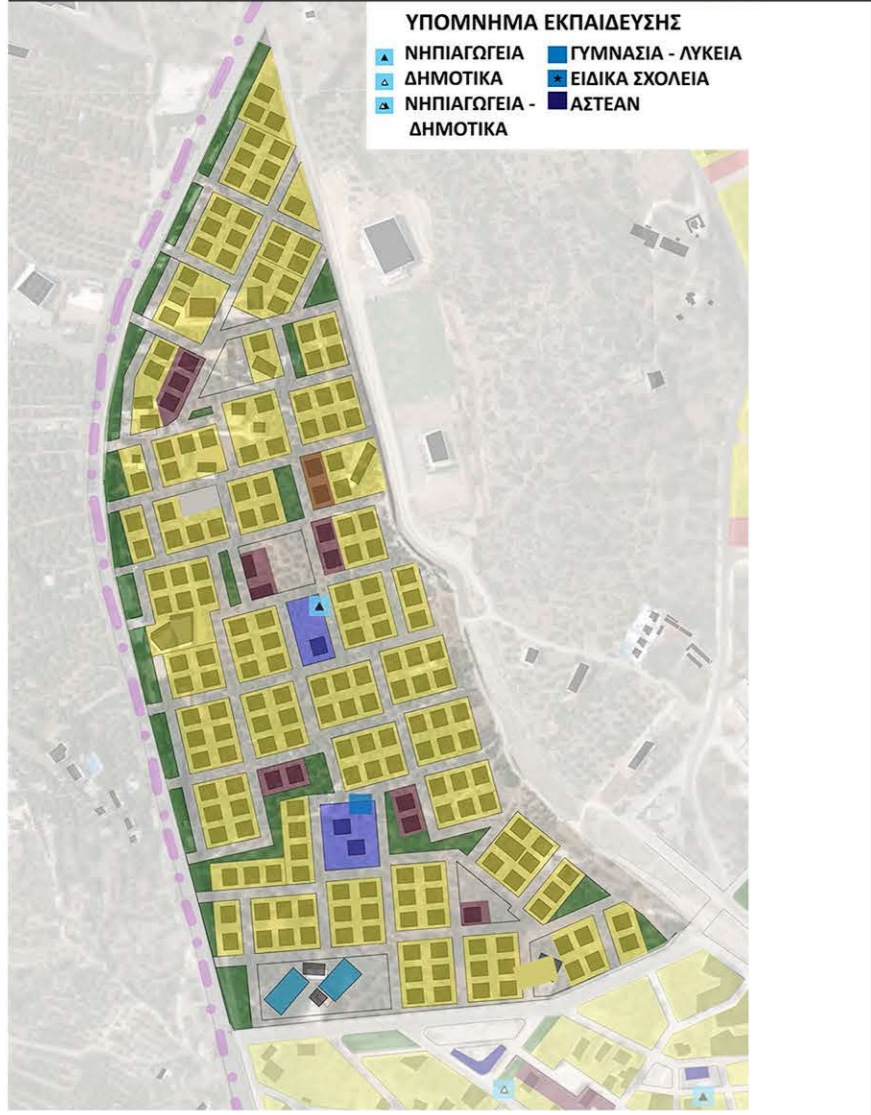 ΥΠΟΜΝΗΜΑ ΕΚΠΑΙΔΕΥΣΗΣ
ΝΗΠΙΑΓΩΓΕΙΑ
ΔΗΜΟΤΙΚΑ
ΝΗΠΙΑΓΩΓΕΙΑ -
ΔΗΜΟΤΙΚΑ
ΓΥΜΝΑΣΙΑ - ΛΥΚΕΙΑ
ΕΙΔΙΚΑ ΣΧΟΛΕΙΑ
ΑΣΤΕΑΝ